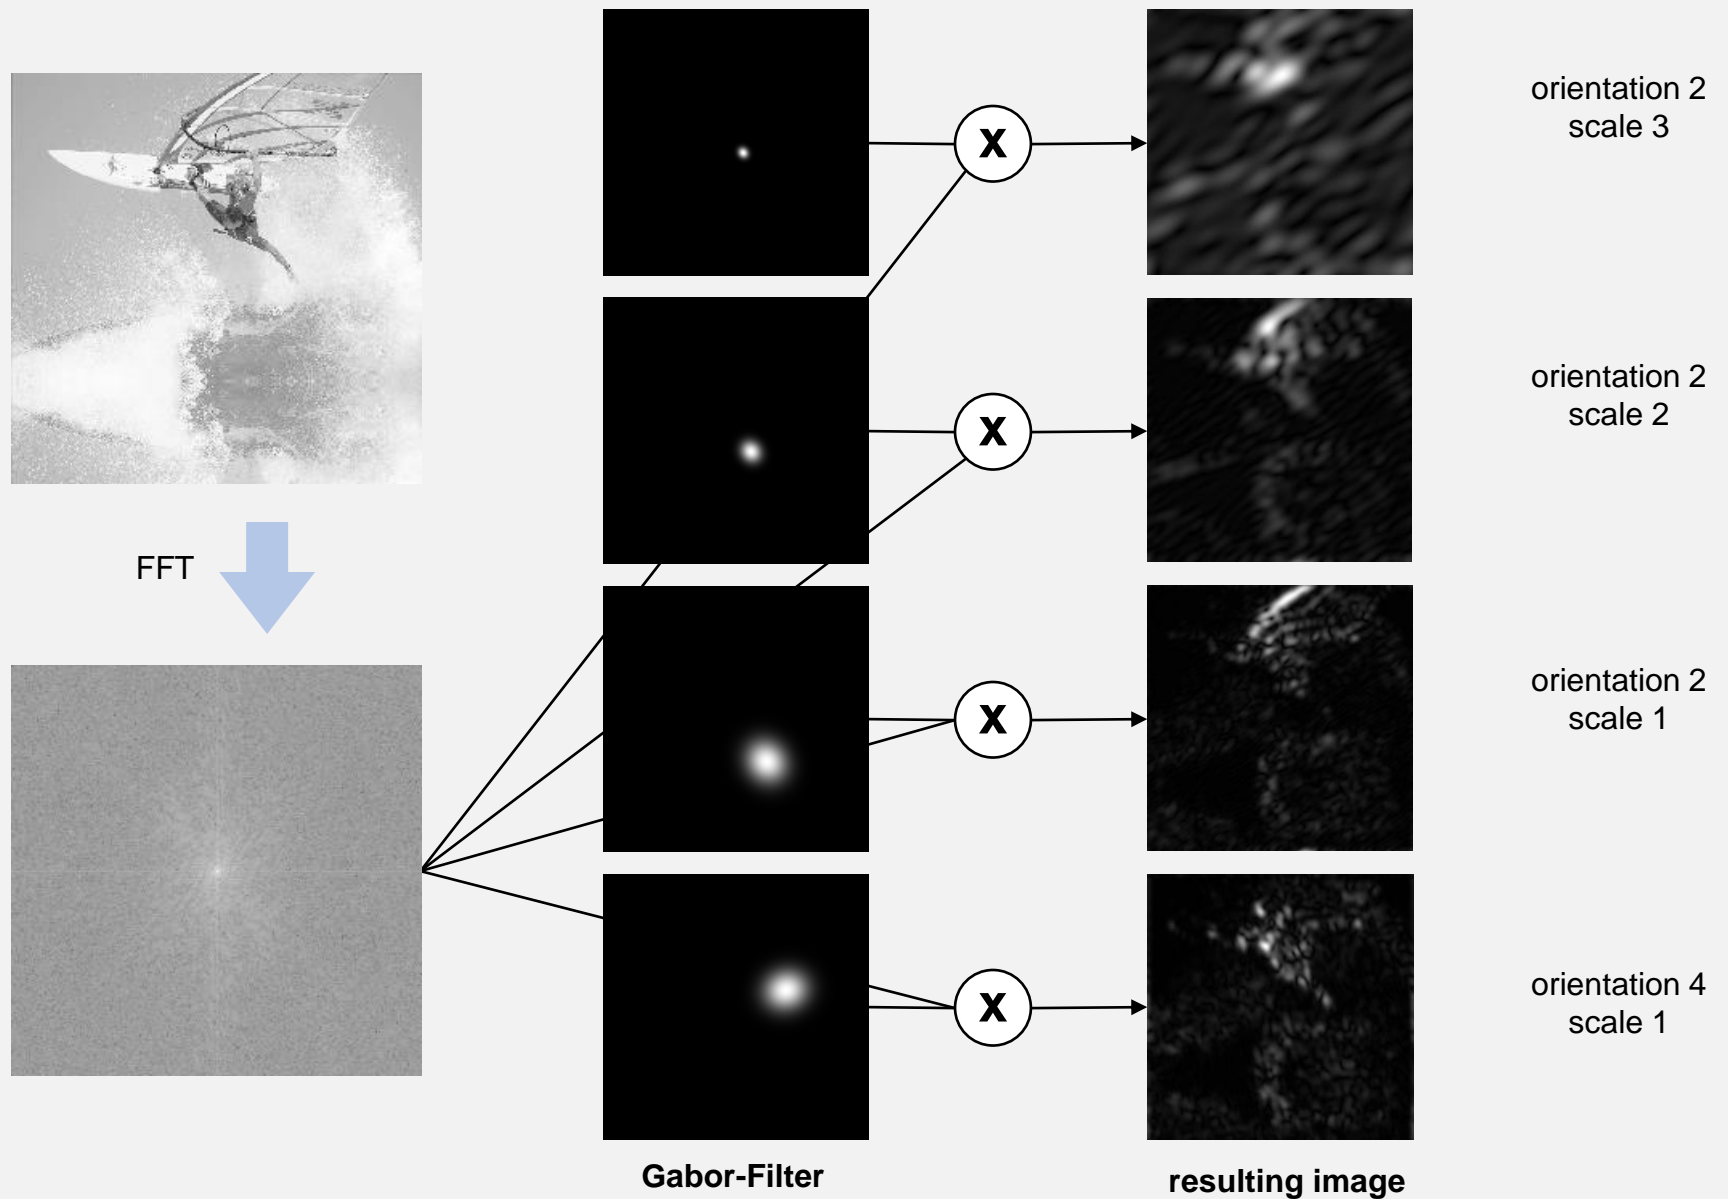 orientation 2
scale 3
X
orientation 2
scale 2
X
FFT
orientation 2
scale 1
X
orientation 4
scale 1
X
Gabor-Filter
resulting image